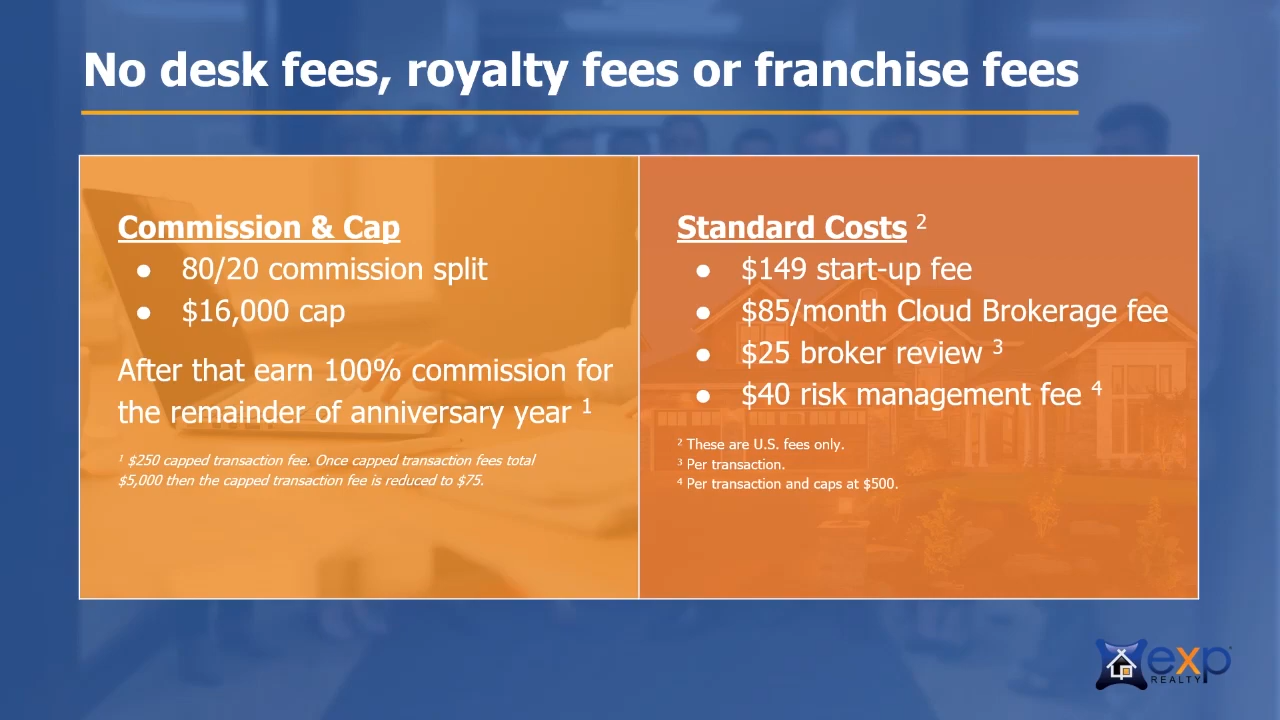 No desk fees, royalty fees or franchise fees
Commission & Cap
● 80/20 commission split
● $16,000 cap
After that earn 100% commission for
the remainder of anniversary year ¹
¹ $250 capped transaction fee. Once capped transaction fees total
$5,000 then the capped transaction fee is reduced to $75.
Standard Costs ²
● $149 start-up fee
● $85/month Cloud Brokerage fee
● $25 broker review ³
● $40 risk management fee ⁴
² These are U.S. fees only.
³ Per transaction.
⁴ Per transaction and caps at $500.
exp
REALTY